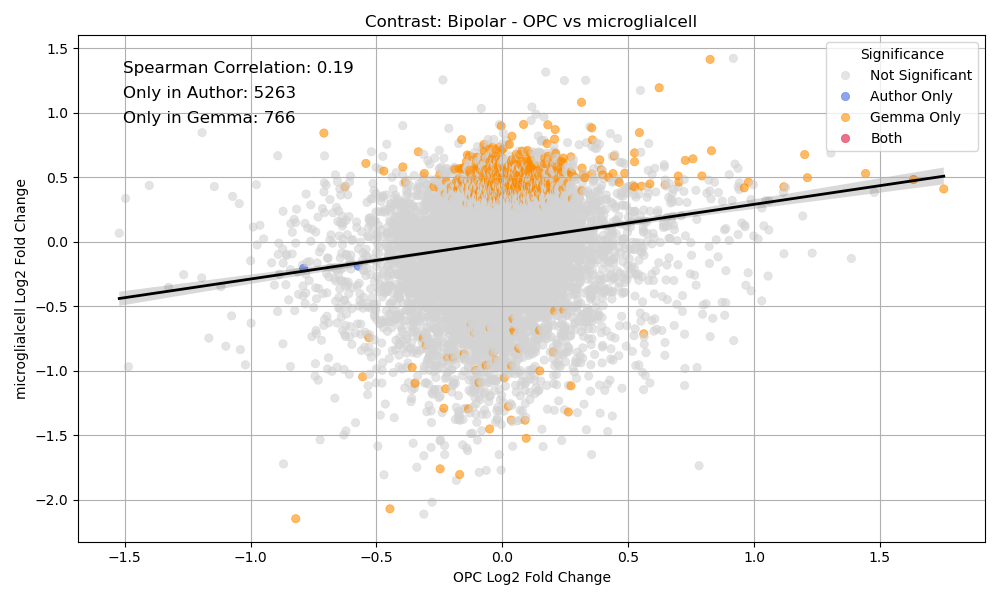 Contrast: Bipolar - OPC vs microglialcell
Spearman Correlation: 0.19
Only in Author: 5263
Only in Gemma: 766
Significance
Not Significant
Author Only
Gemma Only
Both
microglialcell Log2 Fold Change
1.5
1.0
0.5
0.0
−0.5
−1.0
−1.5
−2.0
−1.5 −1.0 −0.5 0.0 0.5 1.0 1.5
OPC Log2 Fold Change